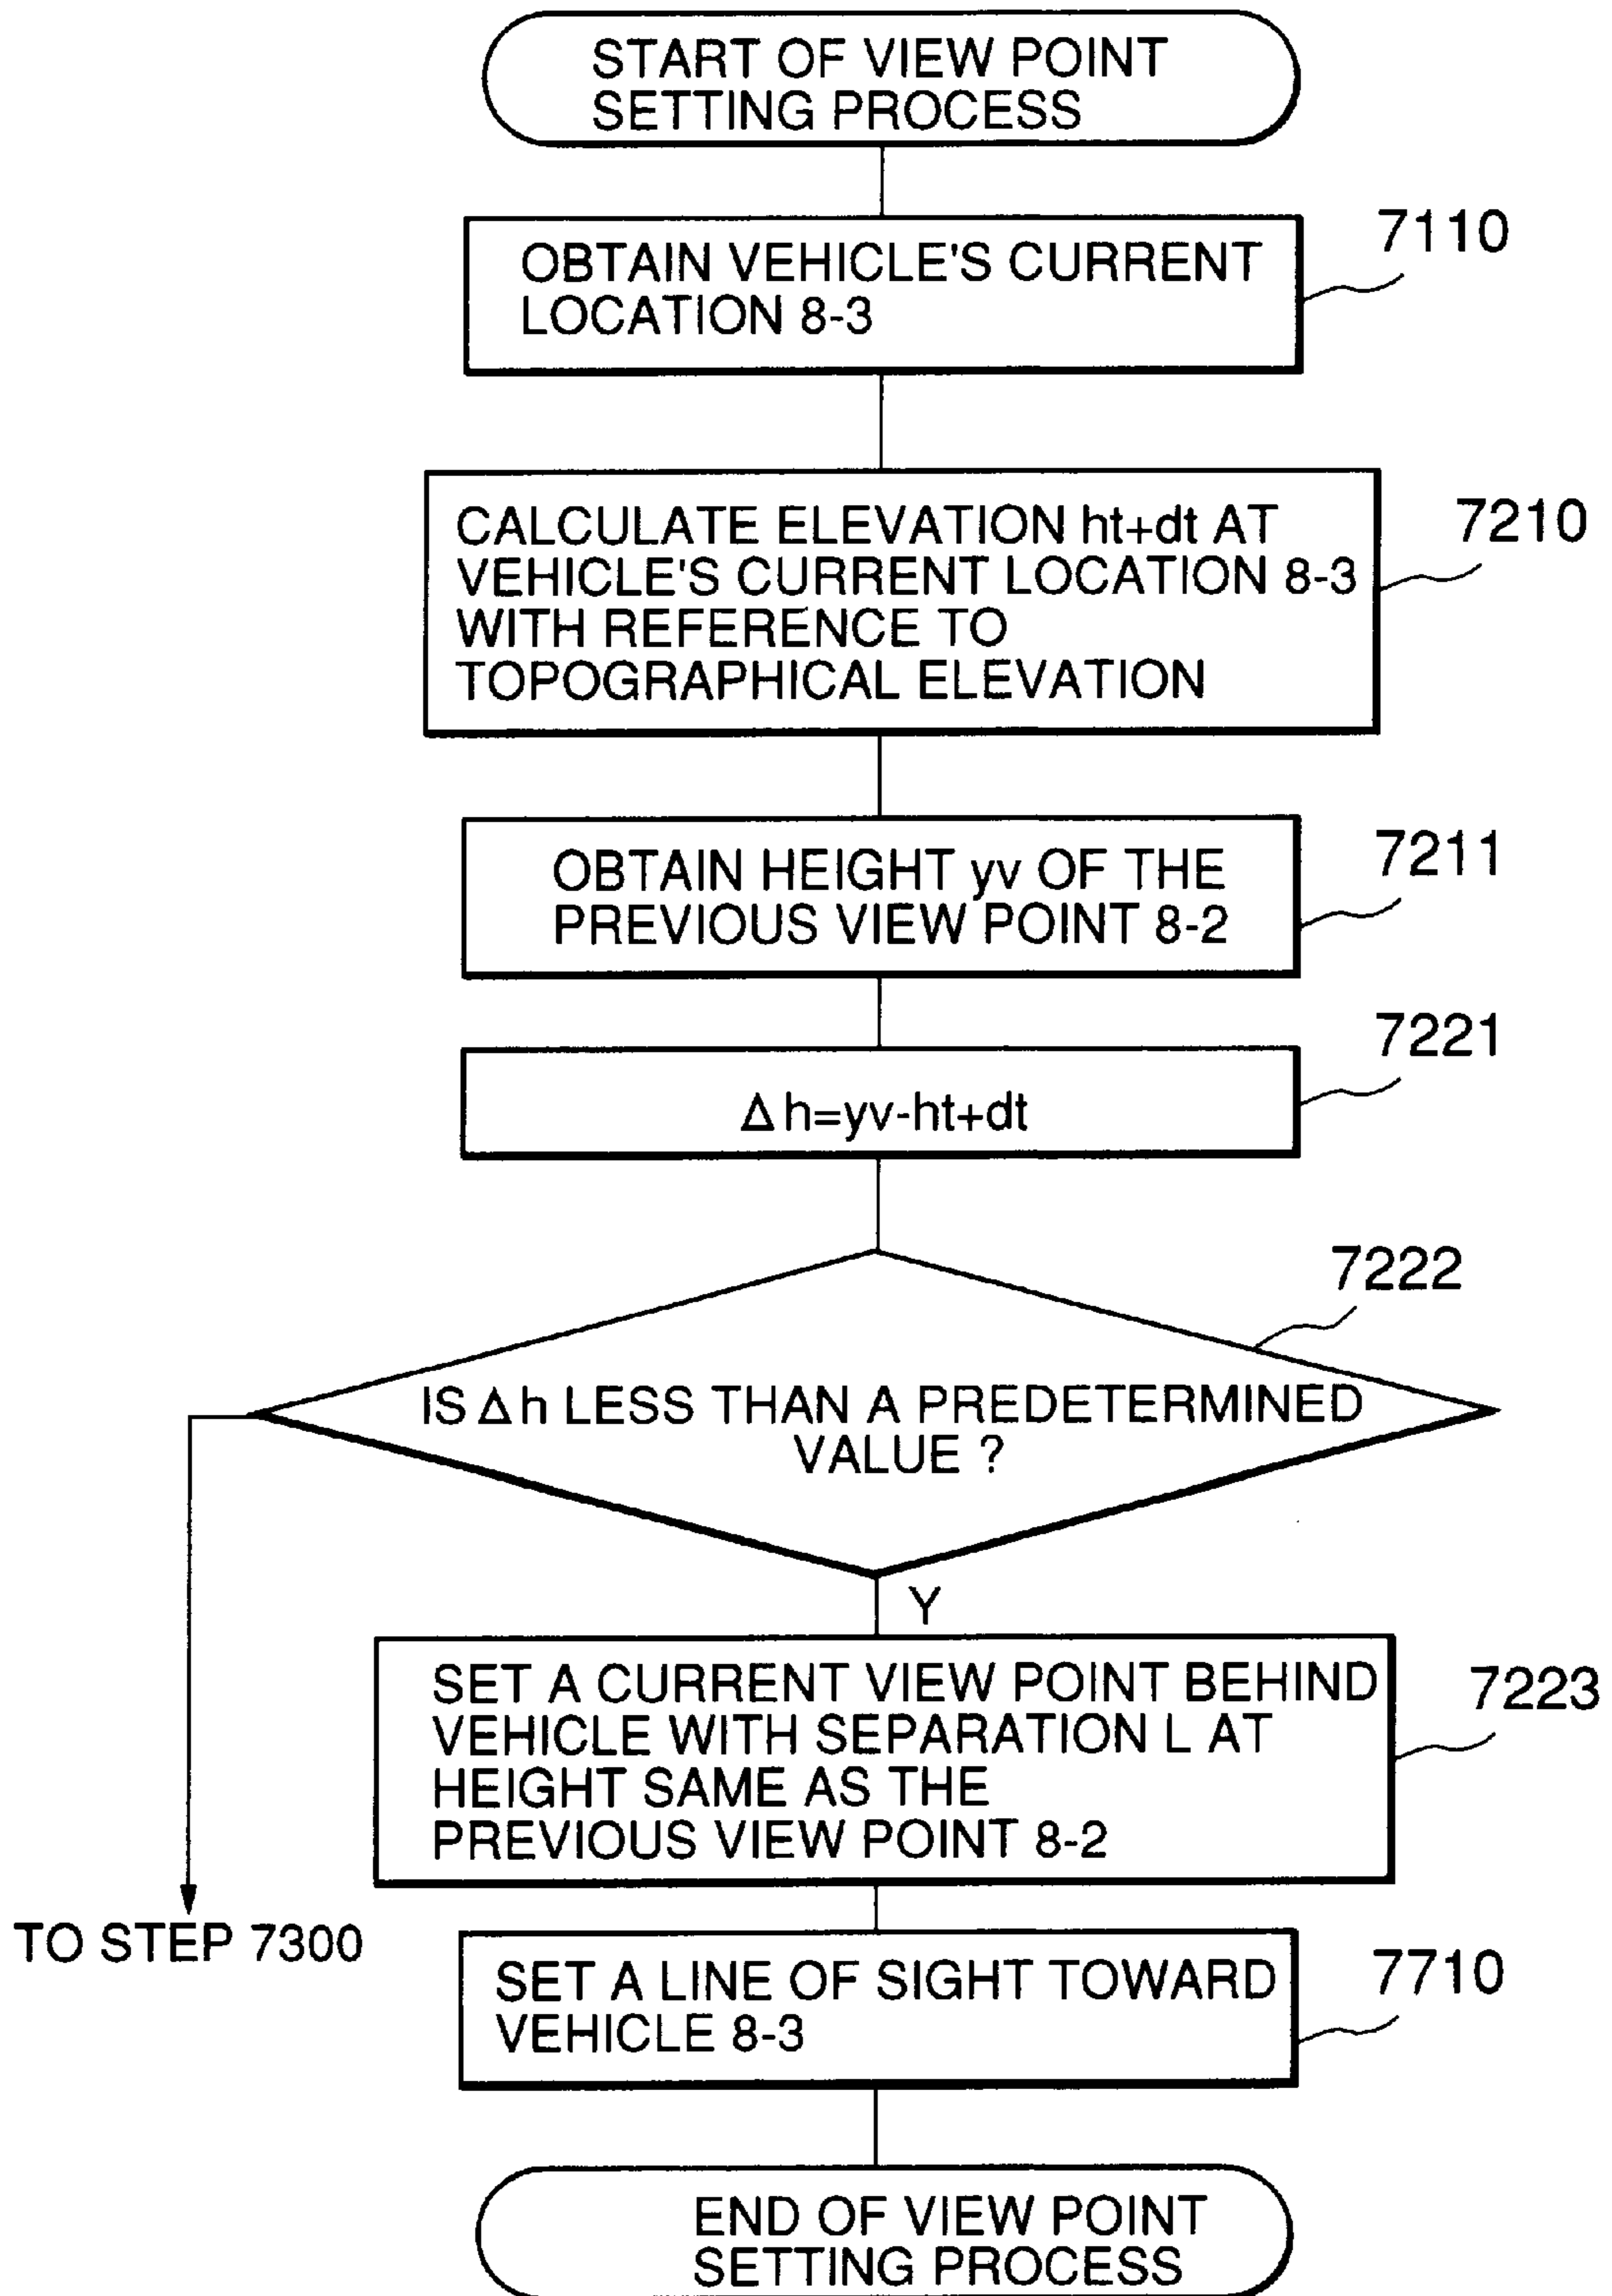 START OF VIEW POINT
SETTING PROCESS
7110
OBTAIN VEHICLE'S CURRENT
LOCATION 8-3
7210
CALCULATE ELEVATION ht+dt AT
VEHICLE'S CURRENT LOCATION 8-3
WITH REFERENCE TO
TOPOGRAPHICAL ELEVATION
7211
OBTAIN HEIGHT yv OF THE
PREVIOUS VIEW POINT 8-2
7221
Δh=yv-ht+dt
7222
IS Δh LESS THAN A PREDETERMINED
VALUE ?
Y
SET A CURRENT VIEW POINT BEHIND
VEHICLE WITH SEPARATION L AT
HEIGHT SAME AS THE
PREVIOUS VIEW POINT 8-2
7223
TO STEP 7300
SET A LINE OF SIGHT TOWARD
VEHICLE 8-3
7710
END OF VIEW POINT
SETTING PROCESS